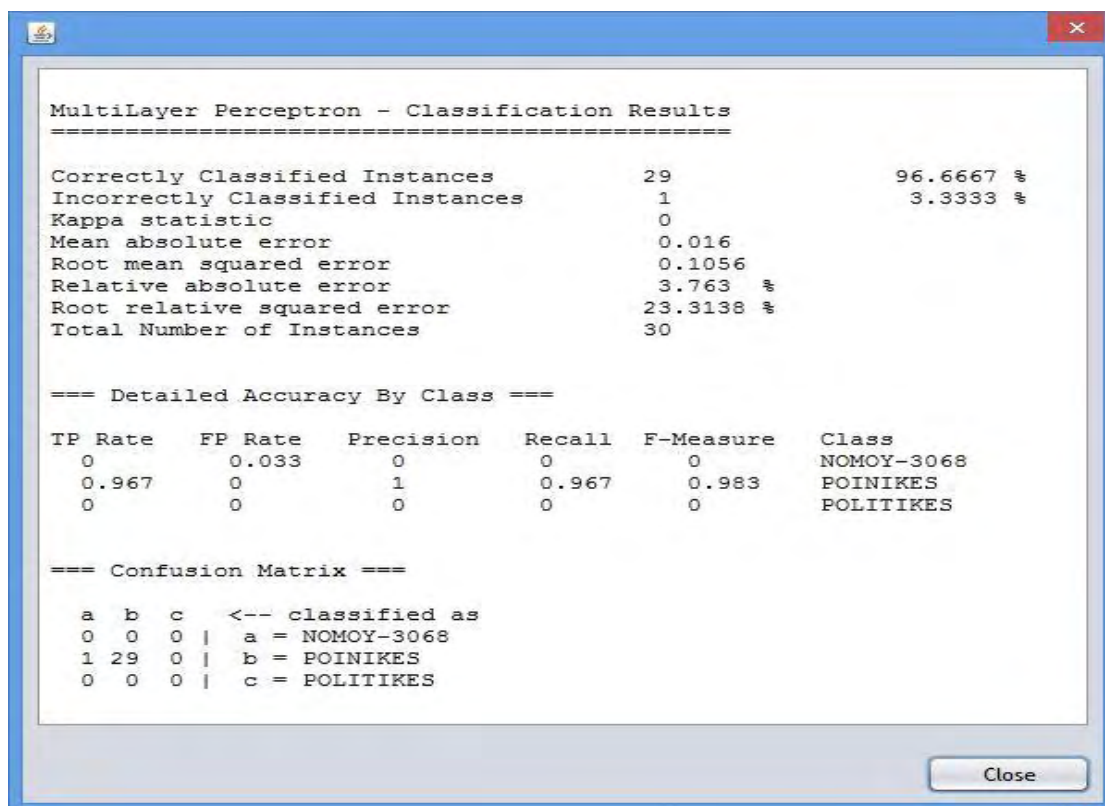 MultiLayer Perceptron - Classification Results
================================================
Correctly Classified Instances 29 96.6667 %
Incorrectly Classified Instances 1 3.3333 %
Kappa statistic 0
Mean absolute error 0.016
Root mean squared error 0.1056
Relative absolute error 3.763 %
Root relative squared error 23.3138 %
Total Number of Instances 30
=== Detailed Accuracy By Class ===
TP Rate FP Rate Precision Recall F-Measure Class
0 0.033 0 0 0 NOMOY-3068
0.967 0 1 0.967 0.983 POINIKES
0 0 0 0 0 POLITIKES
=== Confusion Matrix ===
a b c <-- classified as
0 0 0 | a = NOMOY-3068
1 29 0 | b = POINIKES
0 0 0 | c = POLITIKES
Close